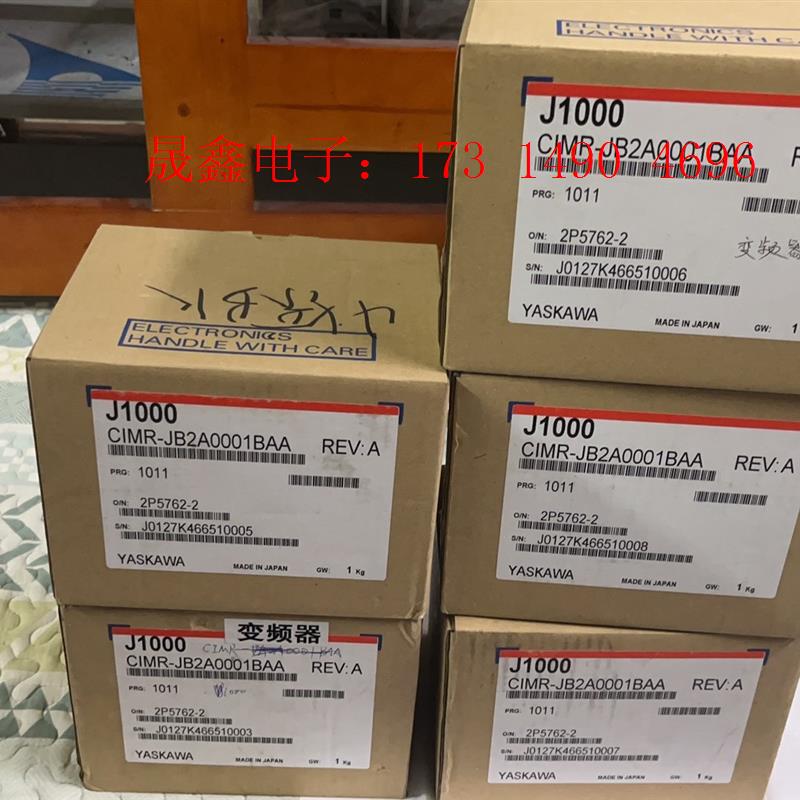 ELECTRONICS
HANDLE WITH CARE
J1000
CIMR-JB2A0001BAA
晟鑫电子：173 1490 4696
PRG: 1011
O/N: 2P5762-2
变频器
S/N: J0127K466510006
YASKAWA
MADE IN JAPAN
GW: 1
ELECTRONICS
HANDLE WITH CARE
J1000
CIMR-JB2A0001BAA
REV: A
PRG: 1011
O/N: 2P5762-2
S/N: J0127K466510005
YASKAWA
MADE IN JAPAN
GW: 1 Kg
J1000
CIMR-JB2A0001BAA
REV: A
PRG: 1011
O/N: 2P5762-2
S/N: J0127K466510008
YASKAWA
MADE IN JAPAN
GW: 1 Kg
变频器
J1000
CIMR-JB2A0001BAA
REV: A
PRG: 1011
O/N: 2P5762-2
S/N: J0127K466510003
YASKAWA
MADE IN JAPAN
GW: 1 Kg
J1000
CIMR-JB2A0001BAA
REV: A
PRG: 1011
O/N: 2P5762-2
S/N: J0127K466510007
YASKAWA
MADE IN JAPAN
GW: 1 Kg